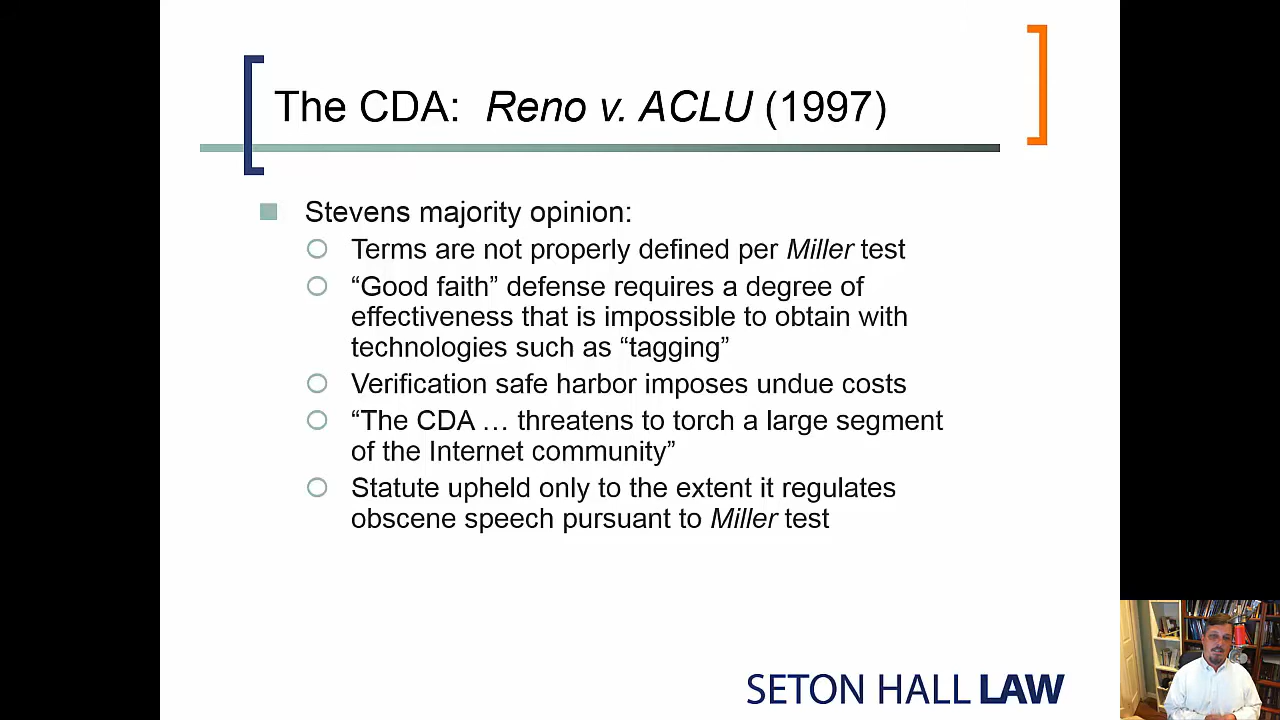 The CDA: Reno v. ACLU (1997)
Stevens majority opinion:
Terms are not properly defined per Miller test
“Good faith” defense requires a degree of
effectiveness that is impossible to obtain with
technologies such as “tagging”
Verification safe harbor imposes undue costs
“The CDA … threatens to torch a large segment
of the Internet community”
Statute upheld only to the extent it regulates
obscene speech pursuant to Miller test
SETON HALL LAW